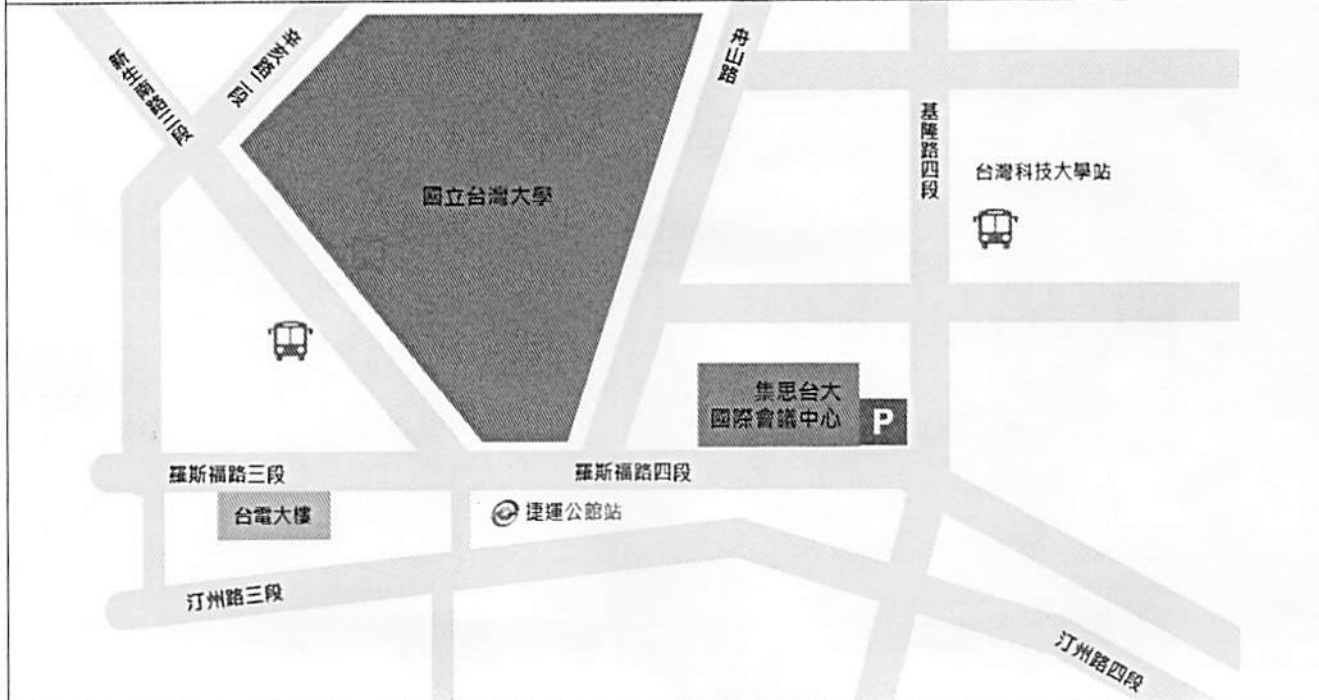 新生南路三段
辛亥路二段
舟山路
基隆路四段
台灣科技大學站
國立台灣大學
集思台大
國際會議中心
P
羅斯福路三段
羅斯福路四段
台電大樓
捷運公館站
汀州路三段
汀州路四段